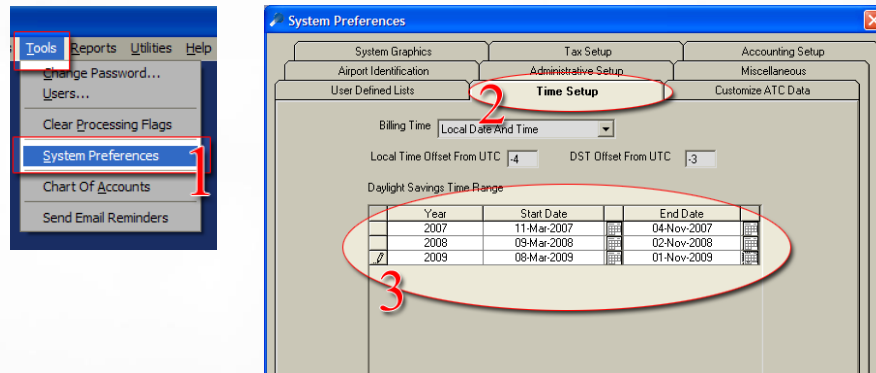 Tools Reports Utilities Help
Change Password...
Users...
Clear Processing Flags
System Preferences
1
Chart Of Accounts
Send Email Reminders
System Preferences
System Graphics Tax Setup Accounting Setup
Airport Identification Administrative Setup Miscellaneous
User Defined Lists Time Setup Customize ATC Data
2
Billing Time Local Date And Time
Local Time Offset From UTC -4 DST Offset From UTC -3
Daylight Savings Time Range
Year Start Date End Date
2007 11-Mar-2007 04-Nov-2007
2008 09-Mar-2008 02-Nov-2008
2009 08-Mar-2009 01-Nov-2009
3